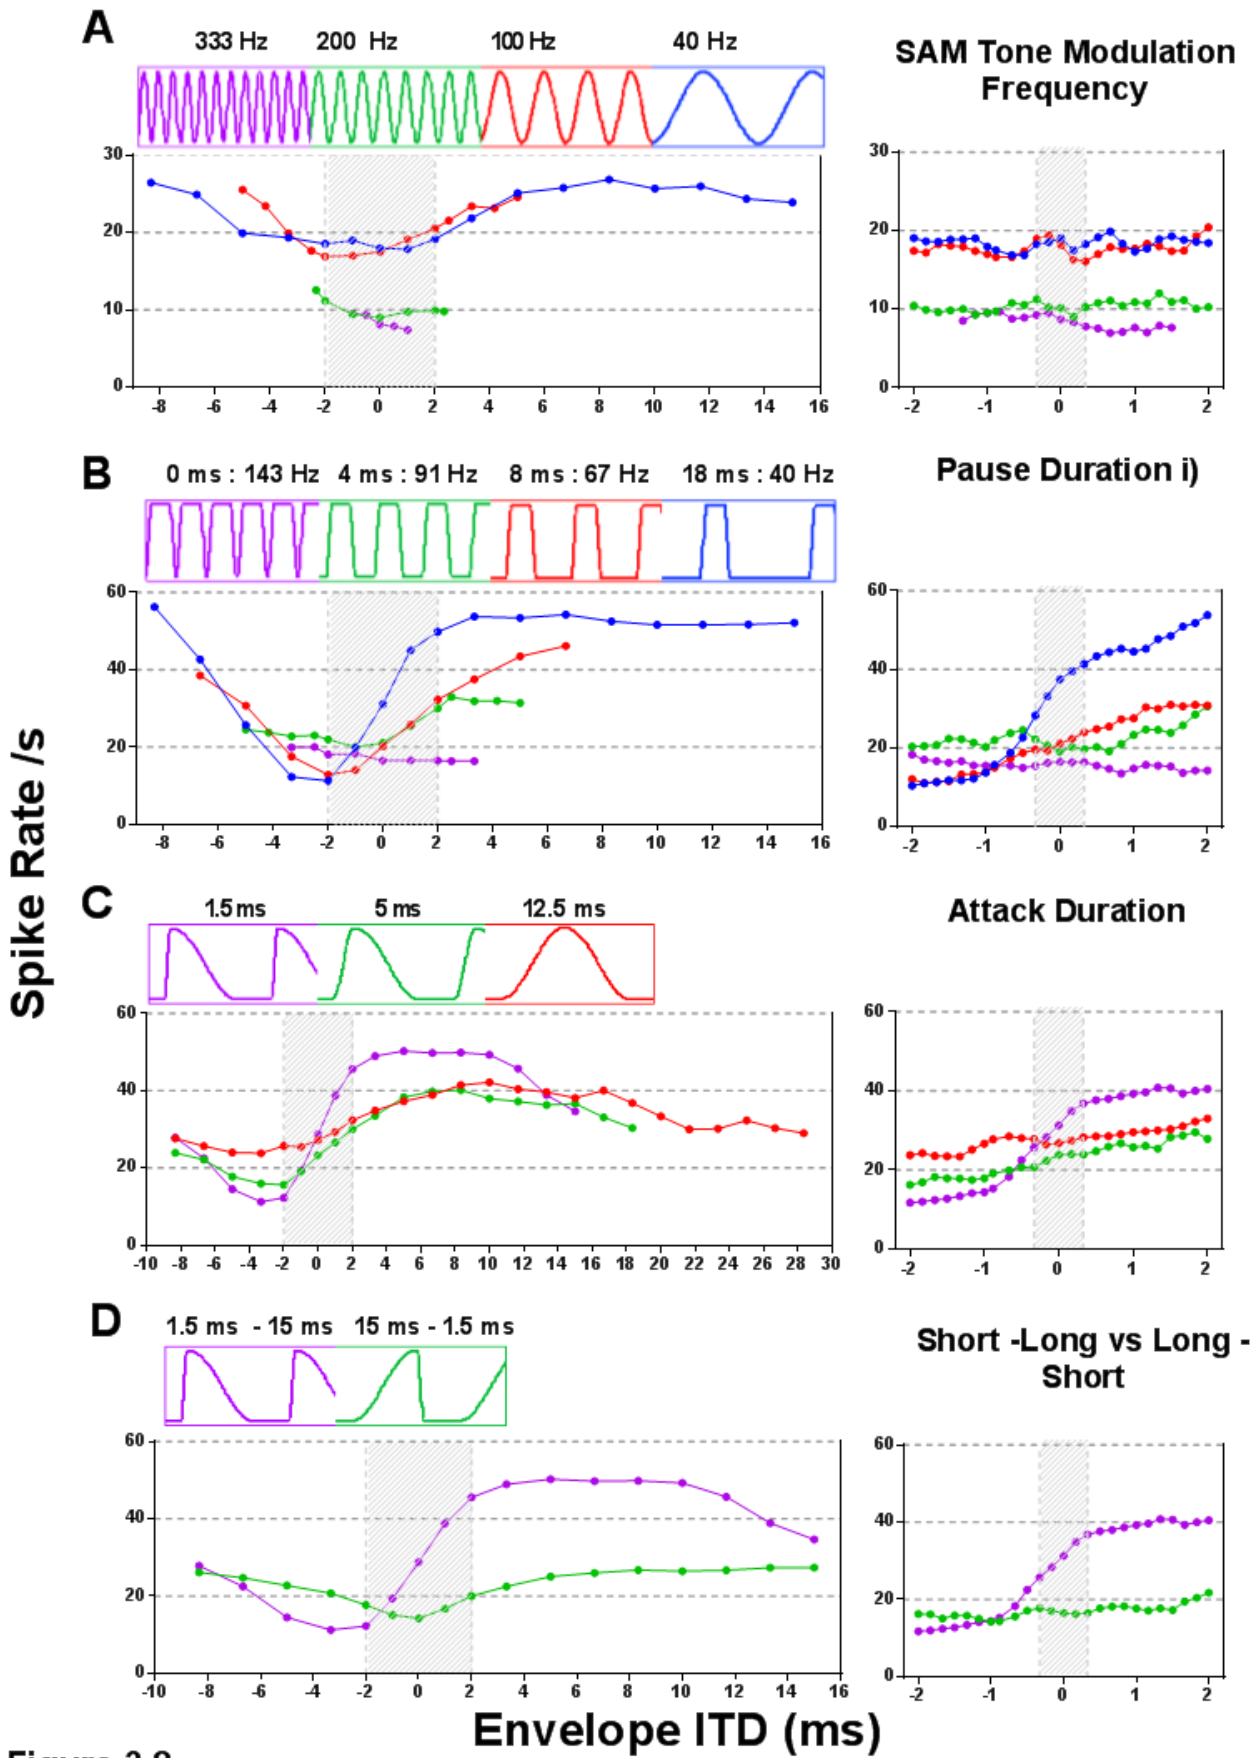 A
333 Hz 200 Hz 100 Hz 40 Hz
SAM Tone Modulation
Frequency
30
20
10
0
-8 -6 -4 -2 0 2 4 6 8 10 12 14 16
30
20
10
0
-2 -1 0 1 2
B
0 ms : 143 Hz 4 ms : 91 Hz 8 ms : 67 Hz 18 ms : 40 Hz
Pause Duration i)
60
40
20
0
-8 -6 -4 -2 0 2 4 6 8 10 12 14 16
60
40
20
0
-2 -1 0 1 2
Spike Rate /s
C
1.5 ms 5 ms 12.5 ms
Attack Duration
60
40
20
0
-10 -8 -6 -4 -2 0 2 4 6 8 10 12 14 16 18 20 22 24 26 28 30
60
40
20
0
-2 -1 0 1 2
D
1.5 ms - 15 ms 15 ms - 1.5 ms
Short -Long vs Long -
Short
60
40
20
0
-10 -8 -6 -4 -2 0 2 4 6 8 10 12 14 16
60
40
20
0
-2 -1 0 1 2
Envelope ITD (ms)